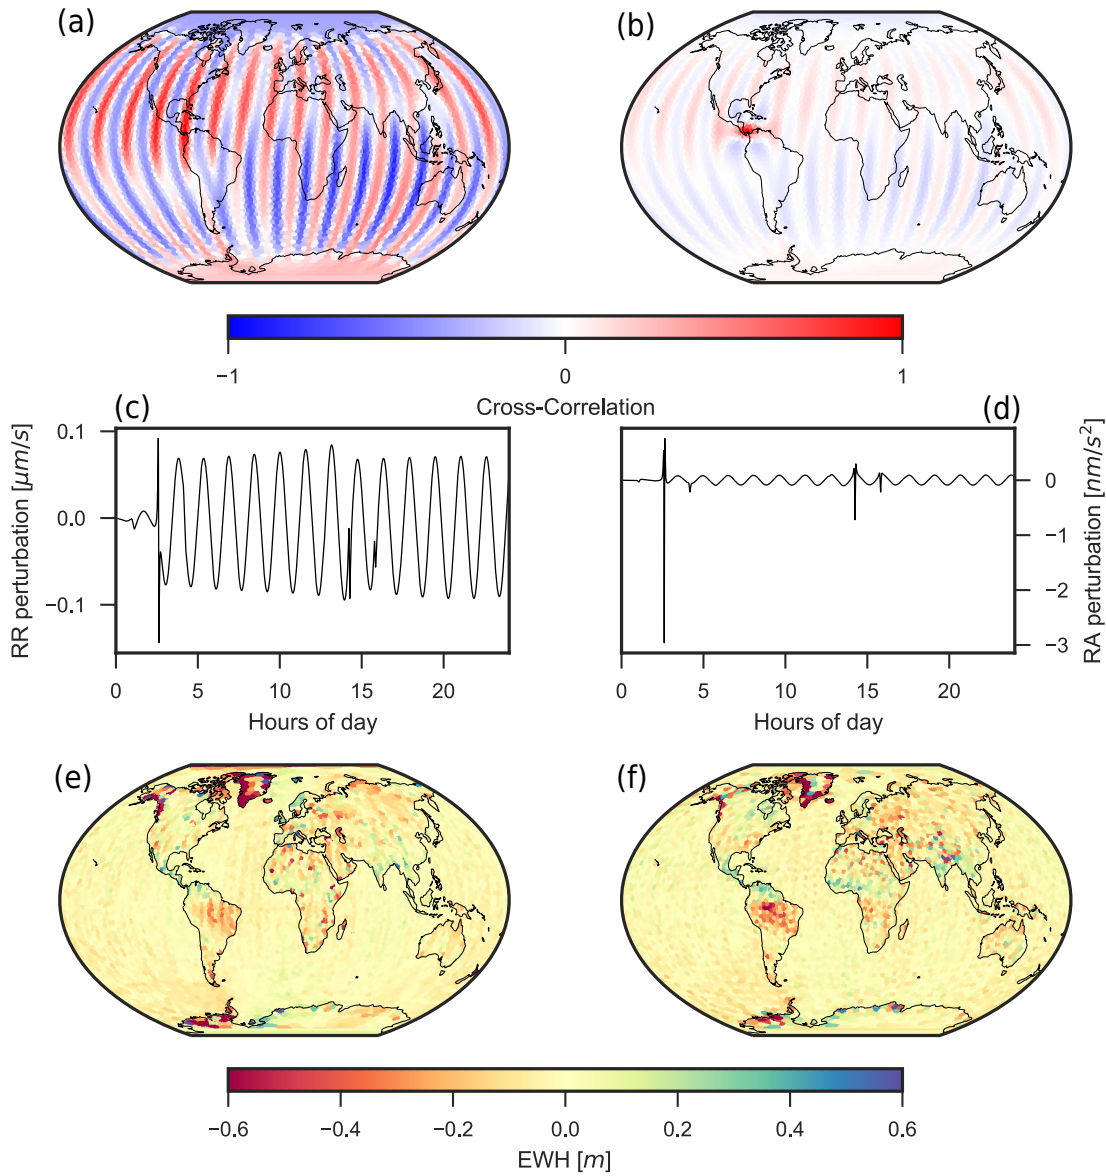 (a) (b)
−1 0 1
Cross-Correlation
(c) (d)
RR perturbation [μm/s]
0.1
0.0
−0.1
0 5 10 15 20
Hours of day
RA perturbation [nm/s²]
0
−1
−2
−3
0 5 10 15 20
Hours of day
(e) (f)
−0.6 −0.4 −0.2 0.0 0.2 0.4 0.6
EWH [m]